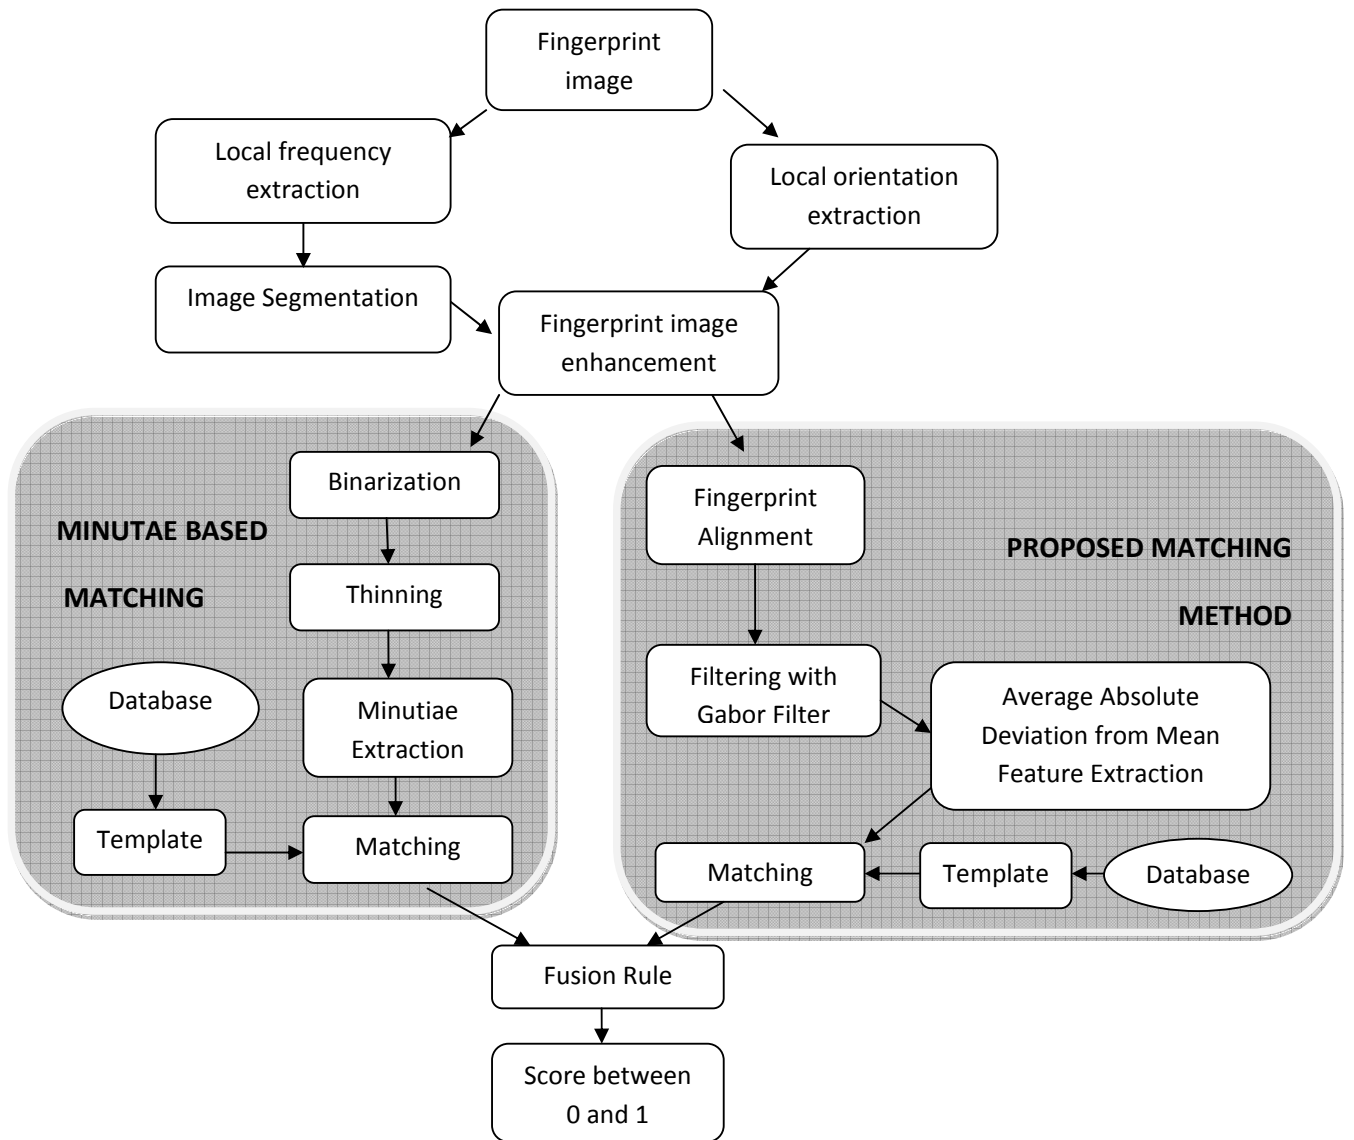 Fingerprint
image
Local frequency
extraction
Local orientation
extraction
Image Segmentation
Fingerprint image
enhancement
MINUTAE BASED
MATCHING
Binarization
Thinning
Database
Minutiae
Extraction
Template
Matching
PROPOSED MATCHING
METHOD
Fingerprint
Alignment
Filtering with
Gabor Filter
Average Absolute
Deviation from Mean
Feature Extraction
Matching
Template
Database
Fusion Rule
Score between
0 and 1